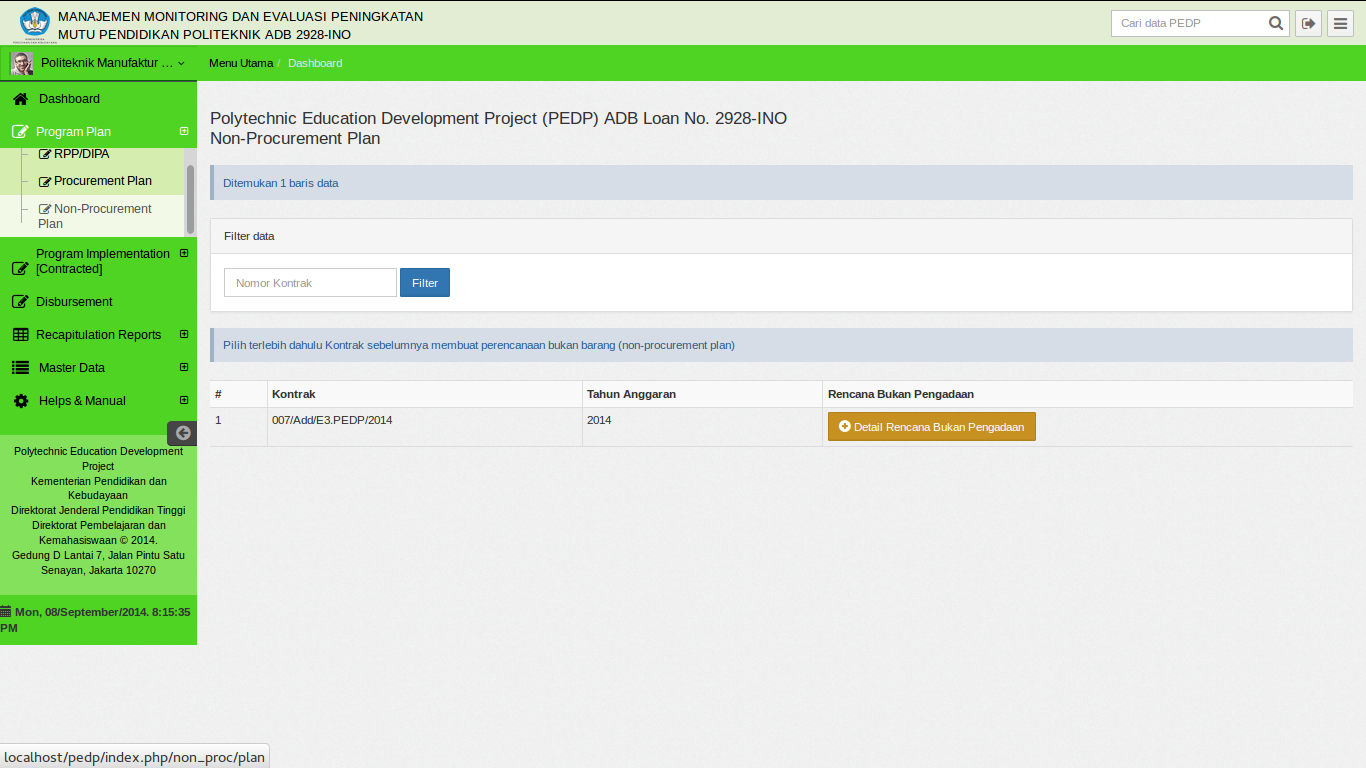 MANAJEMEN MONITORING DAN EVALUASI PENINGKATAN
MUTU PENDIDIKAN POLITEKNIK ADB 2928-INO
Cari data PEDP
Politeknik Manufaktur ...
Menu Utama / Dashboard
Dashboard
Program Plan
RPP/DIPA
Procurement Plan
Non-Procurement
Plan
Program Implementation
[Contracted]
Disbursement
Recapitulation Reports
Master Data
Helps & Manual
Polytechnic Education Development
Project
Kementerian Pendidikan dan
Kebudayaan
Direktorat Jenderal Pendidikan Tinggi
Direktorat Pembelajaran dan
Kemahasiswaan © 2014.
Gedung D Lantai 7, Jalan Pintu Satu
Senayan, Jakarta 10270
Mon, 08/September/2014. 8:15:35
PM
Polytechnic Education Development Project (PEDP) ADB Loan No. 2928-INO
Non-Procurement Plan
Ditemukan 1 baris data
Filter data
Nomor Kontrak Filter
Pilih terlebih dahulu Kontrak sebelumnya membuat perencanaan bukan barang (non-procurement plan)
# Kontrak Tahun Anggaran Rencana Bukan Pengadaan
1 007/Add/E3.PEDP/2014 2014 Detail Rencana Bukan Pengadaan
localhost/pedp/index.php/non_proc/plan